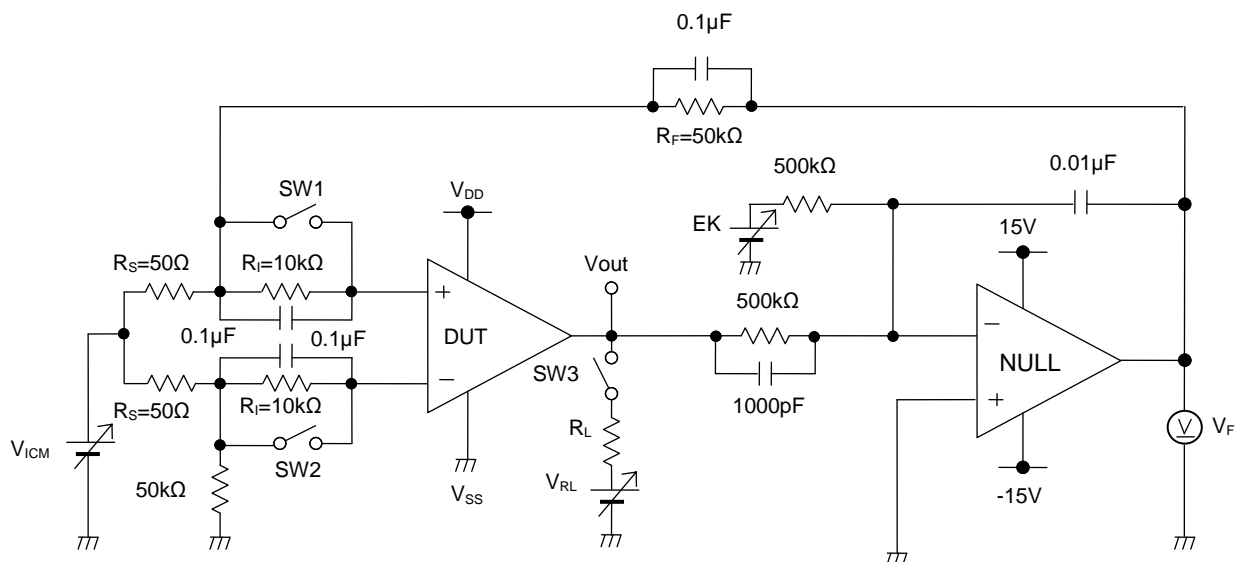 0.1µF
RF=50kΩ
500kΩ
0.01µF
SW1
VDD
EK
15V
RS=50Ω
RI=10kΩ
Vout
500kΩ
+
−
0.1µF
0.1µF
DUT
NULL
−
SW3
+
RS=50Ω
RI=10kΩ
1000pF
V
VF
VICM
SW2
RL
50kΩ
VSS
VRL
-15V